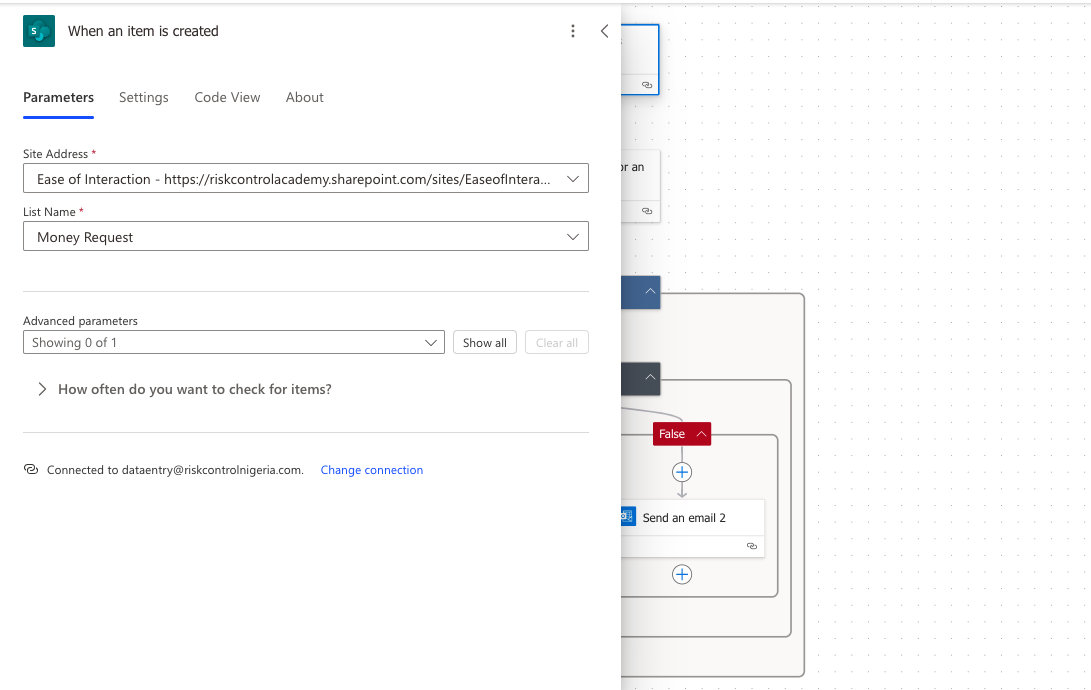 When an item is created
Parameters Settings Code View About
Site Address *
Ease of Interaction - https://riskcontrolacademy.sharepoint.com/sites/EaseofIntera...
List Name *
Money Request
Advanced parameters
Showing 0 of 1 Show all Clear all
How often do you want to check for items?
Connected to dataentry@riskcontrolnigeria.com. Change connection
or an
False
Send an email 2